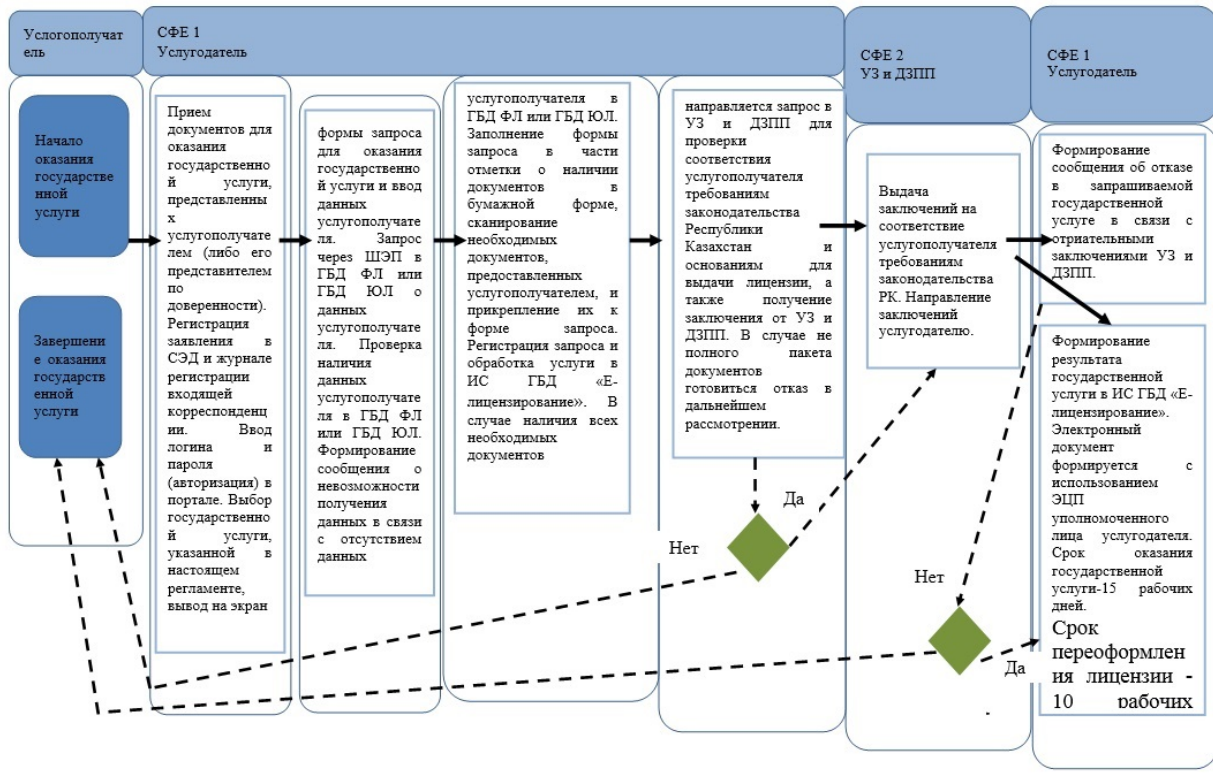 Услогополучат
ель
СФЕ 1
Услугодатель
СФЕ 2
УЗ и ДЗПП
СФЕ 1
Услугодатель
Начало
оказания
государстве
нной
услуги
Завершени
е оказания
государств
енной
услуги
Прием
документов для
оказания
государственно
й услуги,
представленны
х
услугополучате
лем (либо его
представителем
по
доверенности).
Регистрация
заявления в
СЭД и журнале
регистрации
входящей
корреспонденц
ии. Ввод
логина и
пароля
(авторизация) в
портале. Выбор
государственно
й услуги,
указанной в
настоящем
регламенте,
вывод на экран
формы запроса
для оказания
государственно
й услуги и ввод
данных
услугополучате
ля. Запрос
через ШЭП в
ГБД ФЛ или
ГБД ЮЛ о
данных
услугополучате
ля. Проверка
наличия
данных
услугополучате
ля в ГБД ФЛ
или ГБД ЮЛ.
Формирование
сообщения о
невозможности
получения
данных в связи
с отсутствием
данных
услугополучателя в
ГБД ФЛ или ГБД ЮЛ.
Заполнение формы
запроса в части
отметки о наличии
документов в
бумажной форме,
сканирование
необходимых
документов,
предоставленных
услугополучателем, и
прикрепление их к
форме запроса.
Регистрация запроса и
обработка услуги в
ИС ГБД «Е-
лицензирование». В
случае наличия всех
необходимых
документов
направляется запрос в
УЗ и ДЗПП для
проверки
соответствия
услугополучателя
требованиям
законодательства
Республики
Казахстан и
основаниям для
выдачи лицензии, а
также получение
заключения от УЗ и
ДЗПП. В случае не
полного пакета
документов
готовиться отказ в
дальнейшем
рассмотрении.
Да
Нет
Выдача
заключений на
соответствие
услугополучателя
требованиям
законодательства
РК. Направление
заключений
услугодателю.
Нет
Да
Формирование
сообщения об отказе
в запрашиваемой
государственной
услуге в связи с
отриательными
заключениями УЗ и
ДЗПП.
Формирование
результата
государственной
услуги в ИС ГБД «Е-
лицензирование».
Электронный
документ
формируется с
использованием
ЭЦП
уполномоченного
лица услугодателя.
Срок оказания
государственной
услуги-15 рабочих
дней.
Срок
переоформлен
ия лицензии -
10 рабочих